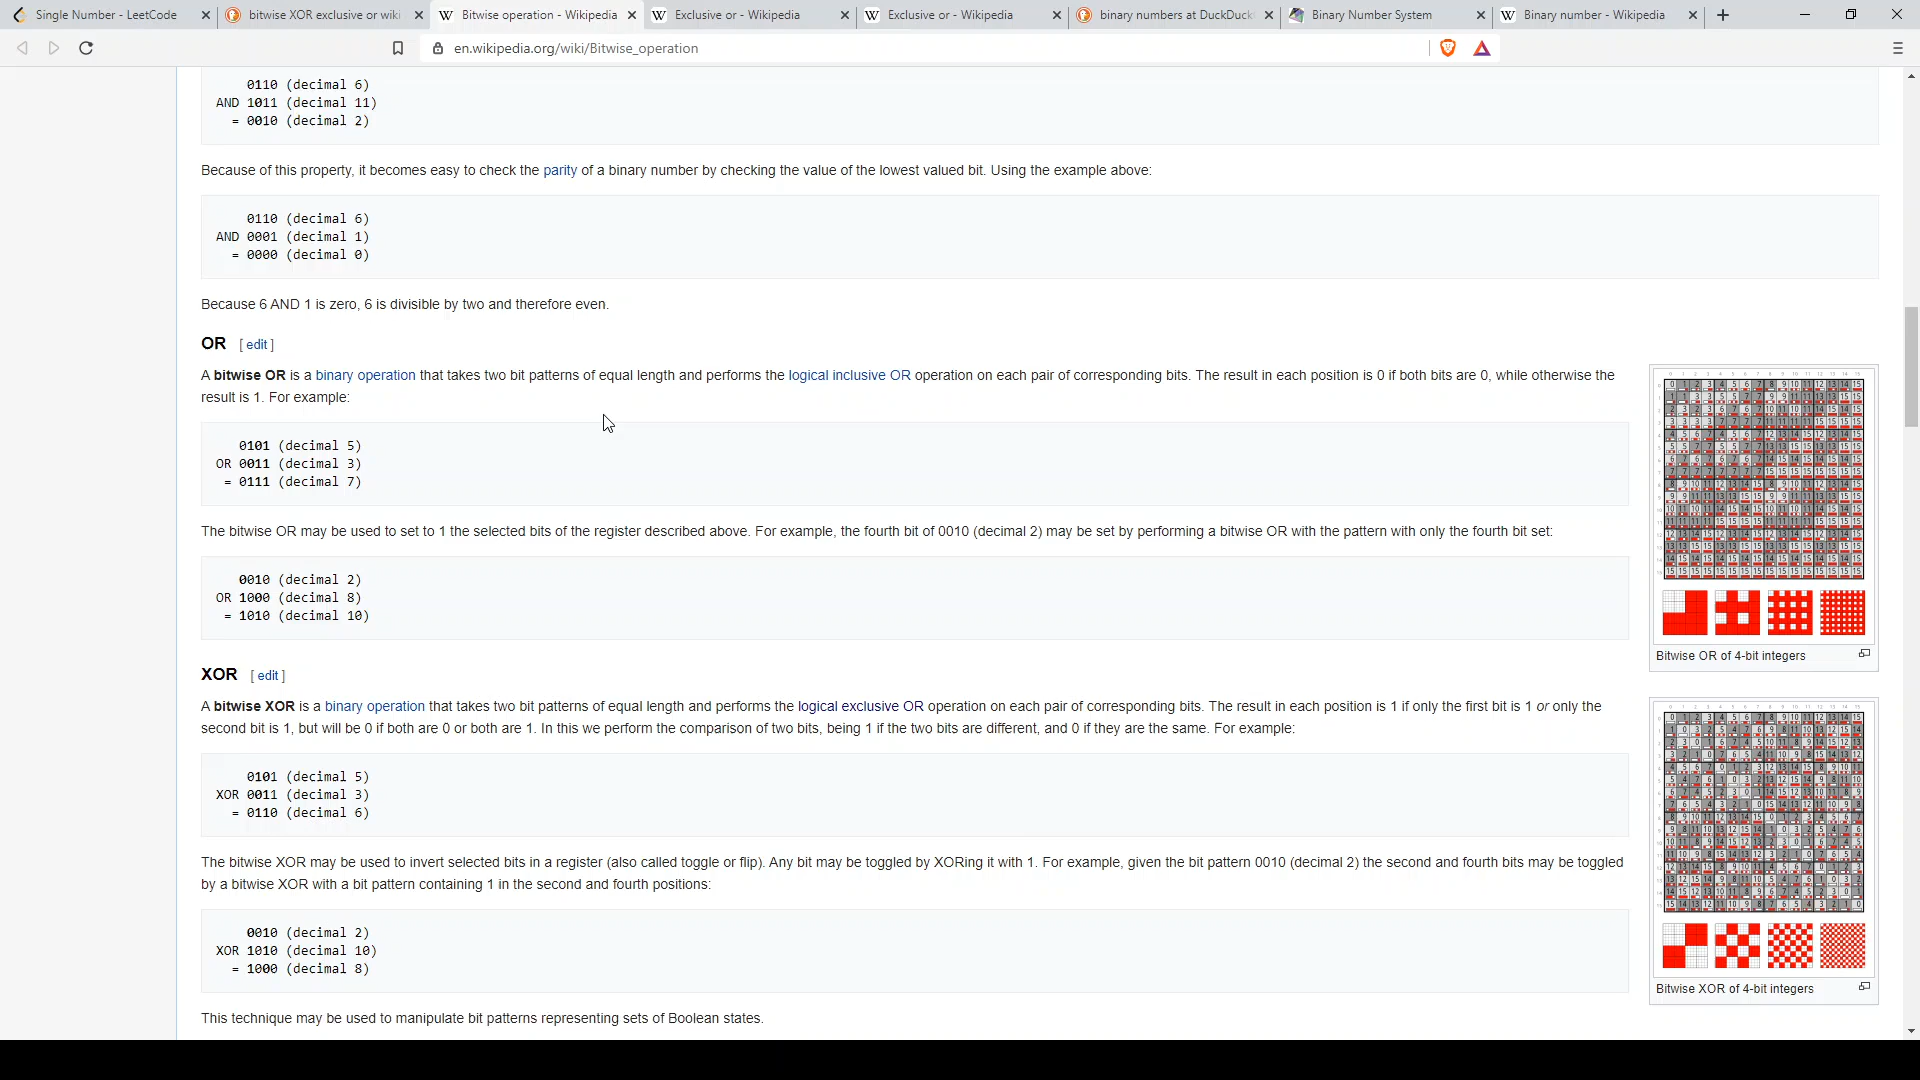 Single Number - LeetCode
bitwise XOR exclusive or wiki
Bitwise operation - Wikipedia
Exclusive or - Wikipedia
Exclusive or - Wikipedia
binary numbers at DuckDuck
Binary Number System
Binary number - Wikipedia
en.wikipedia.org/wiki/Bitwise_operation
0110 (decimal 6)
AND 1011 (decimal 11)
= 0010 (decimal 2)
Because of this property, it becomes easy to check the parity of a binary number by checking the value of the lowest valued bit. Using the example above:
0110 (decimal 6)
AND 0001 (decimal 1)
= 0000 (decimal 0)
Because 6 AND 1 is zero, 6 is divisible by two and therefore even.
OR [ edit ]
A bitwise OR is a binary operation that takes two bit patterns of equal length and performs the logical inclusive OR operation on each pair of corresponding bits. The result in each position is 0 if both bits are 0, while otherwise the
result is 1. For example:
0101 (decimal 5)
OR 0011 (decimal 3)
= 0111 (decimal 7)
The bitwise OR may be used to set to 1 the selected bits of the register described above. For example, the fourth bit of 0010 (decimal 2) may be set by performing a bitwise OR with the pattern with only the fourth bit set:
0010 (decimal 2)
OR 1000 (decimal 8)
= 1010 (decimal 10)
Bitwise OR of 4-bit integers
XOR [ edit ]
A bitwise XOR is a binary operation that takes two bit patterns of equal length and performs the logical exclusive OR operation on each pair of corresponding bits. The result in each position is 1 if only the first bit is 1 or only the
second bit is 1, but will be 0 if both are 0 or both are 1. In this we perform the comparison of two bits, being 1 if the two bits are different, and 0 if they are the same. For example:
0101 (decimal 5)
XOR 0011 (decimal 3)
= 0110 (decimal 6)
The bitwise XOR may be used to invert selected bits in a register (also called toggle or flip). Any bit may be toggled by XORing it with 1. For example, given the bit pattern 0010 (decimal 2) the second and fourth bits may be toggled
by a bitwise XOR with a bit pattern containing 1 in the second and fourth positions:
0010 (decimal 2)
XOR 1010 (decimal 10)
= 1000 (decimal 8)
Bitwise XOR of 4-bit integers
This technique may be used to manipulate bit patterns representing sets of Boolean states.